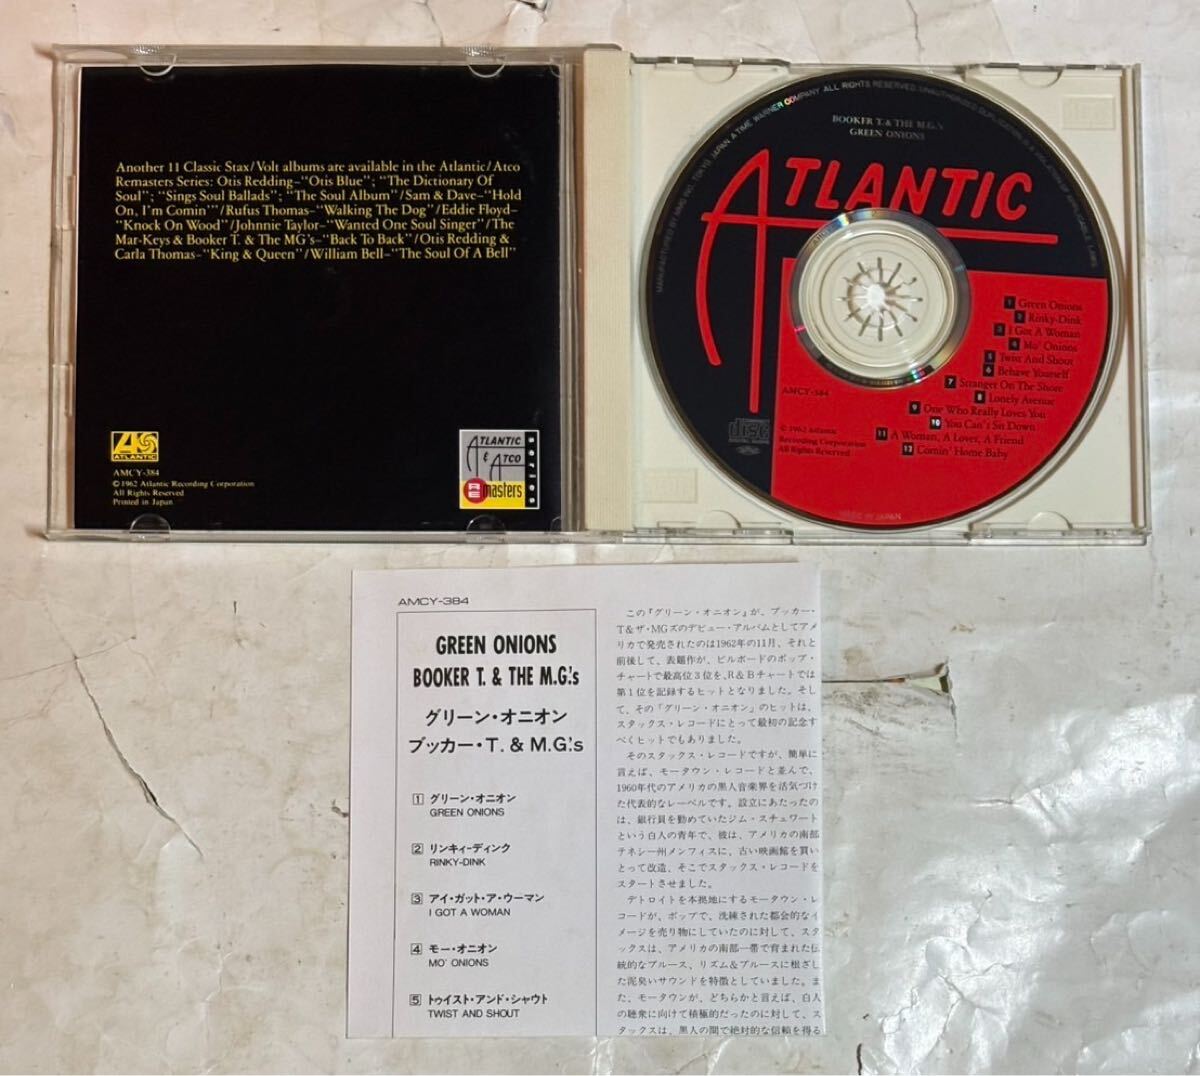 Another 11 Classic Stax/Volt albums are available in the Atlantic/Atco
Remasters Series: Otis Redding–"Otis Blue"; "The Dictionary Of
Soul"; "Sings Soul Ballads"; "The Soul Album"/Sam & Dave–"Hold
On, I'm Comin'"/Rufus Thomas–"Walking The Dog"/Eddie Floyd–
"Knock On Wood"/Johnnie Taylor–"Wanted One Soul Singer"/The
Mar-Keys & Booker T. & The MG's–"Back To Back"/Otis Redding &
Carla Thomas–"King & Queen"/William Bell–"The Soul Of A Bell"
ATLANTIC
AMCY-384
©1962 Atlantic Recording Corporation
All Rights Reserved
Printed in Japan
ATLANTIC
& ATCO
REmasters
series
MANUFACTURED BY MMG INC. TOKYO, JAPAN. A TIME WARNER COMPANY. ALL RIGHTS RESERVED. UNAUTHORIZED DUPLICATION IS A VIOLATION OF APPLICABLE LAWS.
BOOKER T. & THE M.G.'s
GREEN ONIONS
ATLANTIC
1 Green Onions
2 Rinky-Dink
3 I Got A Woman
4 Mo' Onions
5 Twist And Shout
6 Behave Yourself
7 Stranger On The Shore
8 Lonely Avenue
9 One Who Really Loves You
10 You Can't Sit Down
11 A Woman, A Lover, A Friend
12 Comin' Home Baby
AMCY-384
disc
℗1962 Atlantic
Recording Corporation
All Rights Reserved
MADE IN JAPAN
AMCY-384
GREEN ONIONS
BOOKER T. & THE M.G.'s
グリーン・オニオン
ブッカー・T. & M.G.'s
1 グリーン・オニオン
GREEN ONIONS
2 リンキィ-ディンク
RINKY-DINK
3 アイ・ガット・ア・ウーマン
I GOT A WOMAN
4 モー・オニオン
MO' ONIONS
5 トゥイスト・アンド・シャウト
TWIST AND SHOUT
この『グリーン・オニオン』が、ブッカー・
T&ザ・MGズのデビュー・アルバムとしてアメ
リカで発売されたのは1962年の11月、それと
前後して、表題作が、ビルボードのポップ・
チャートで最高位3位を、R&Bチャートでは
第1位を記録するヒットとなりました。そし
て、その「グリーン・オニオン」のヒットは、
スタックス・レコードにとって最初の記念す
べくヒットでもありました。
そのスタックス・レコードですが、簡単に
言えば、モータウン・レコードと並んで、
1960年代のアメリカの黒人音楽界を活気づけ
た代表的なレーベルです。設立にあたったの
は、銀行員を勤めていたジム・スチュワート
という白人の青年で、彼は、アメリカの南部
テネシー州メンフィスに、古い映画館を買い
とって改造、そこでスタックス・レコードを
スタートさせました。
デトロイトを本拠地にするモータウン・レ
コードが、ポップで、洗練された都会的なイ
メージを売り物にしていたのに対して、スタ
ックスは、アメリカの南部一帯で育まれた伝
統的なブルース、リズム&ブルースに根ざし
た泥臭いサウンドを特徴としていました。ま
た、モータウンが、どちらかと言えば、白人
の聴衆に向けて積極的だったのに対して、ス
タックスは、黒人の間で絶対的な信頼を得る